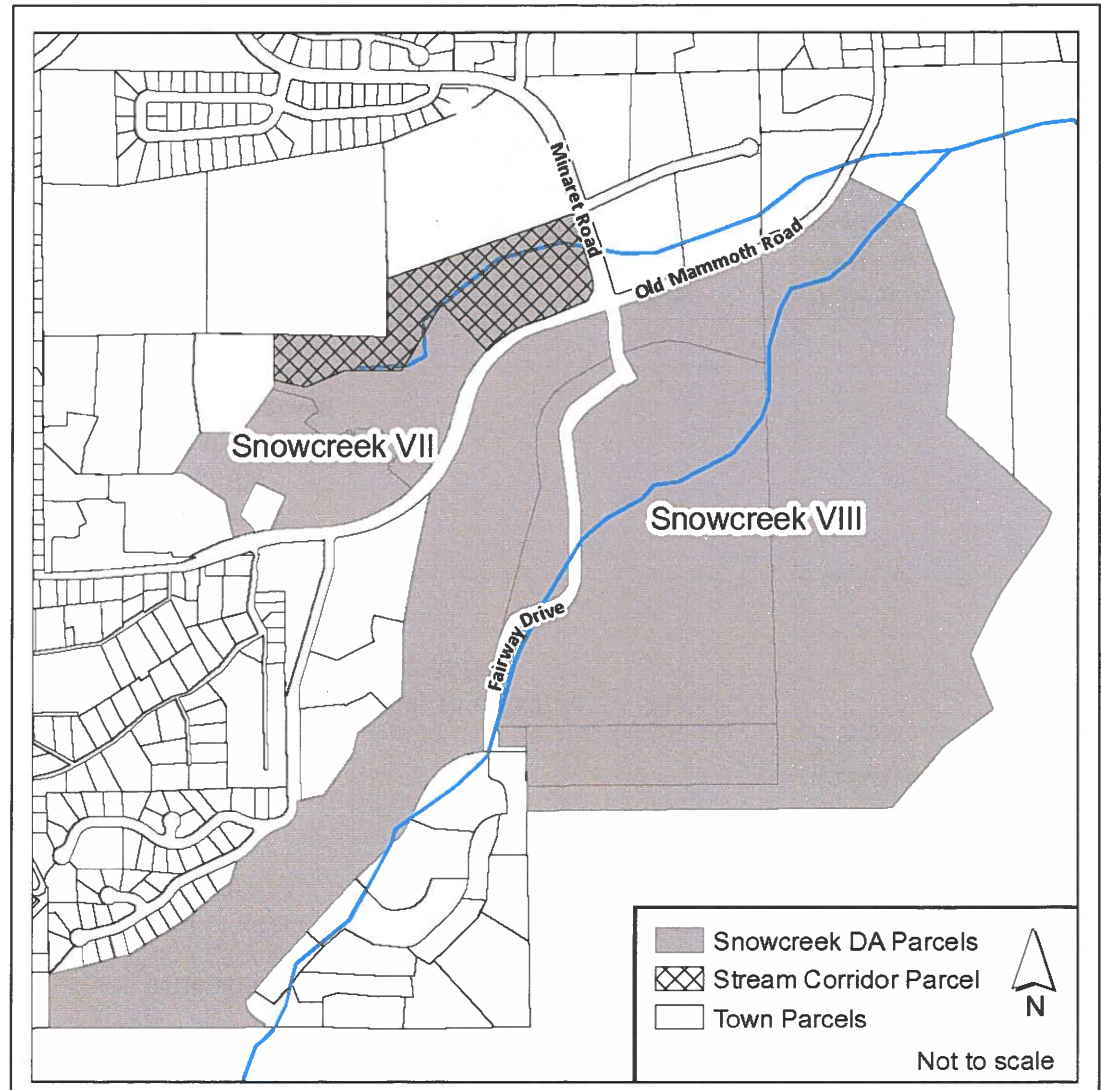 Minaret Road
Old Mammoth Road
Snowcreek VII
Snowcreek VIII
Fairway Drive
Snowcreek DA Parcels
Stream Corridor Parcel
Town Parcels
N
Not to scale